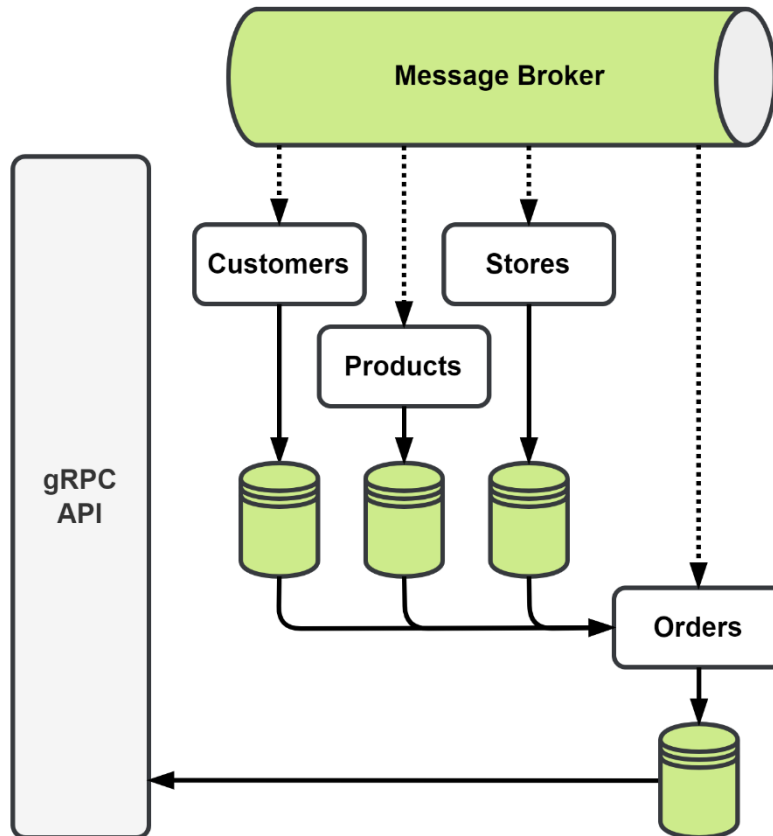 Message Broker
Customers
Stores
Products
gRPC
API
Orders